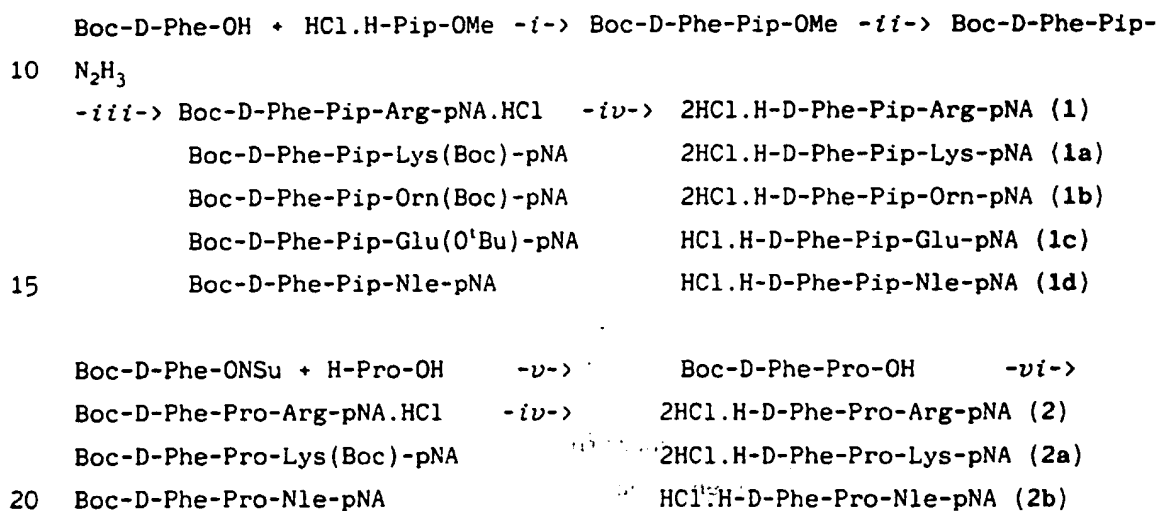 Boc-D-Phe-OH + HCl.H-Pip-OMe -i-> Boc-D-Phe-Pip-OMe -ii-> Boc-D-Phe-Pip-
10 N₂H₃
-iii-> Boc-D-Phe-Pip-Arg-pNA.HCl -iv-> 2HCl.H-D-Phe-Pip-Arg-pNA (1)
Boc-D-Phe-Pip-Lys(Boc)-pNA 2HCl.H-D-Phe-Pip-Lys-pNA (1a)
Boc-D-Phe-Pip-Orn(Boc)-pNA 2HCl.H-D-Phe-Pip-Orn-pNA (1b)
Boc-D-Phe-Pip-Glu(OᵗBu)-pNA HCl.H-D-Phe-Pip-Glu-pNA (1c)
15 Boc-D-Phe-Pip-Nle-pNA HCl.H-D-Phe-Pip-Nle-pNA (1d)
Boc-D-Phe-ONSu + H-Pro-OH -v-> Boc-D-Phe-Pro-OH -vi->
Boc-D-Phe-Pro-Arg-pNA.HCl -iv-> 2HCl.H-D-Phe-Pro-Arg-pNA (2)
Boc-D-Phe-Pro-Lys(Boc)-pNA 2HCl.H-D-Phe-Pro-Lys-pNA (2a)
20 Boc-D-Phe-Pro-Nle-pNA HCl.H-D-Phe-Pro-Nle-pNA (2b)